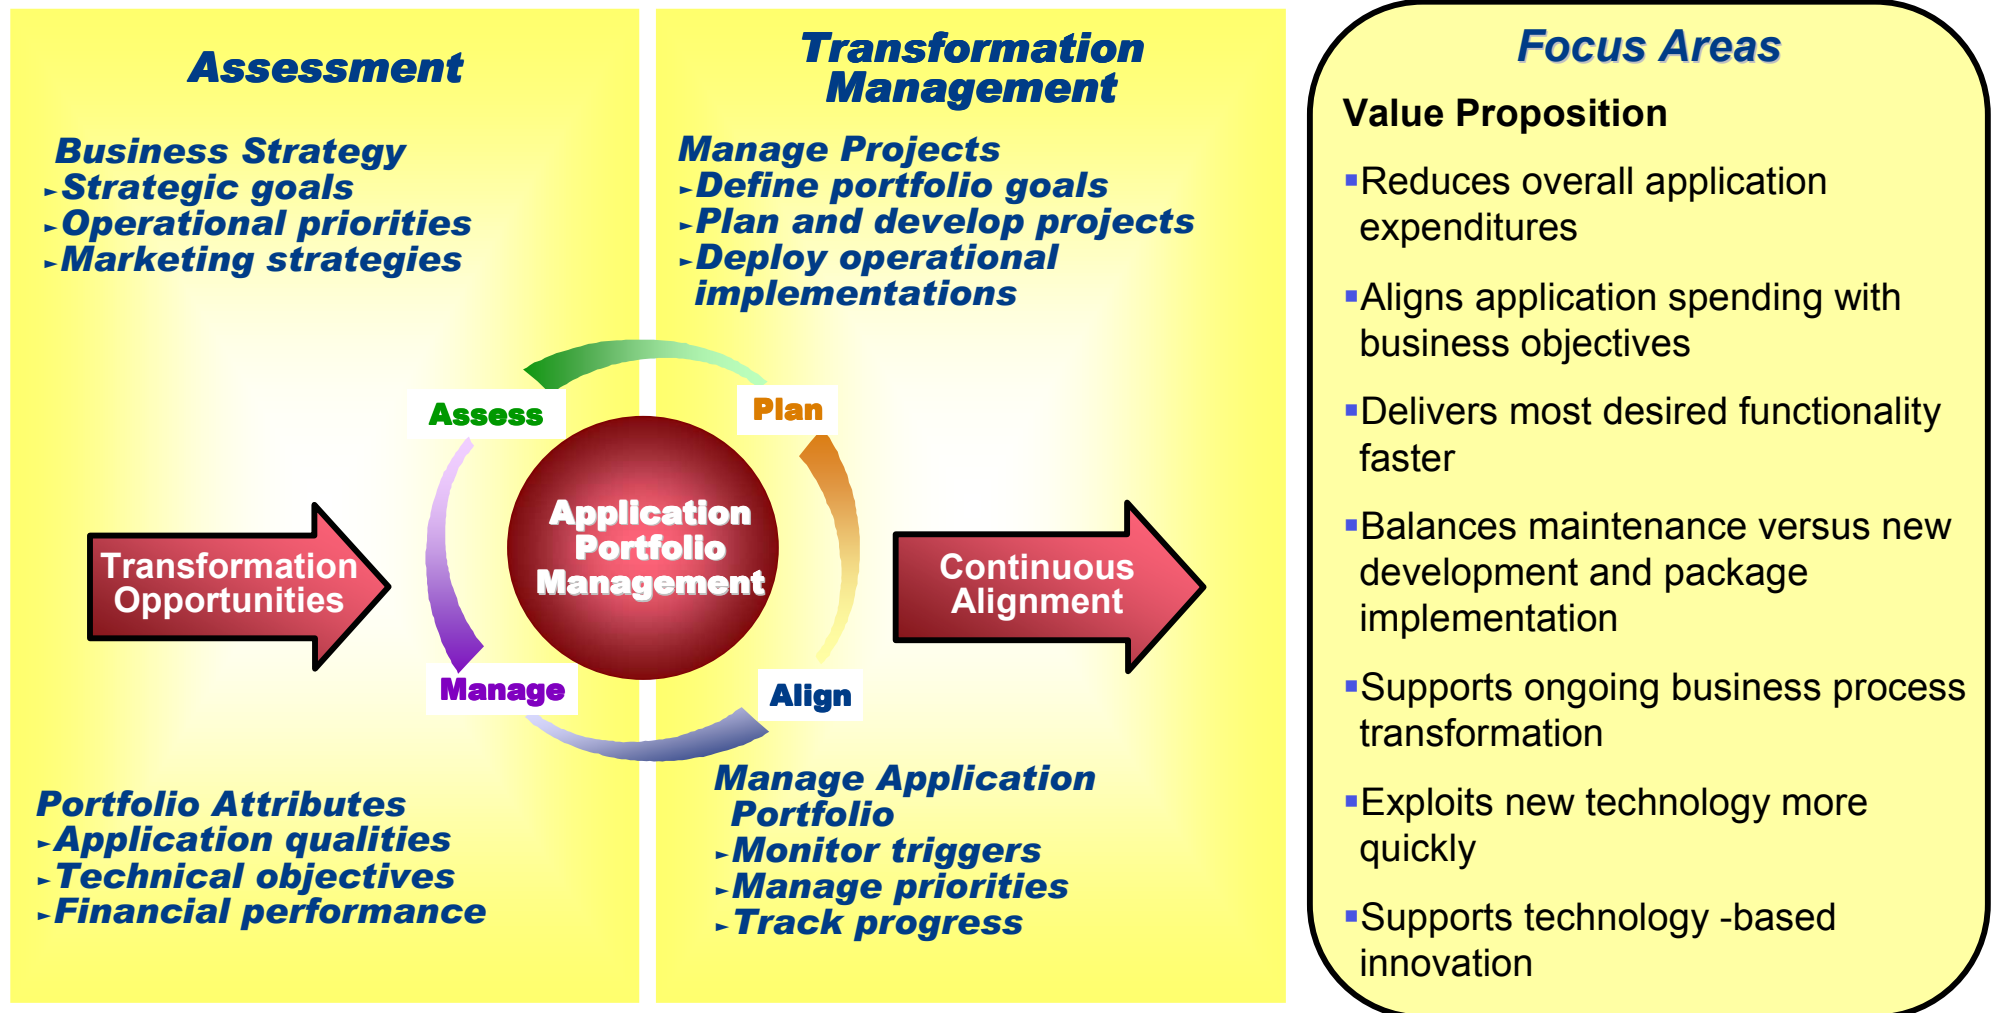 Assessment
Business Strategy
►Strategic goals
►Operational priorities
►Marketing strategies
Transformation
Management
Manage Projects
►Define portfolio goals
►Plan and develop projects
►Deploy operational
implementations
Assess
Plan
Application
Portfolio
Management
Transformation
Opportunities
Continuous
Alignment
Manage
Align
Portfolio Attributes
►Application qualities
►Technical objectives
►Financial performance
Manage Application
Portfolio
►Monitor triggers
►Manage priorities
►Track progress
Focus Areas
Value Proposition
▪Reduces overall application
expenditures
▪Aligns application spending with
business objectives
▪Delivers most desired functionality
faster
▪Balances maintenance versus new
development and package
implementation
▪Supports ongoing business process
transformation
▪Exploits new technology more
quickly
▪Supports technology -based
innovation